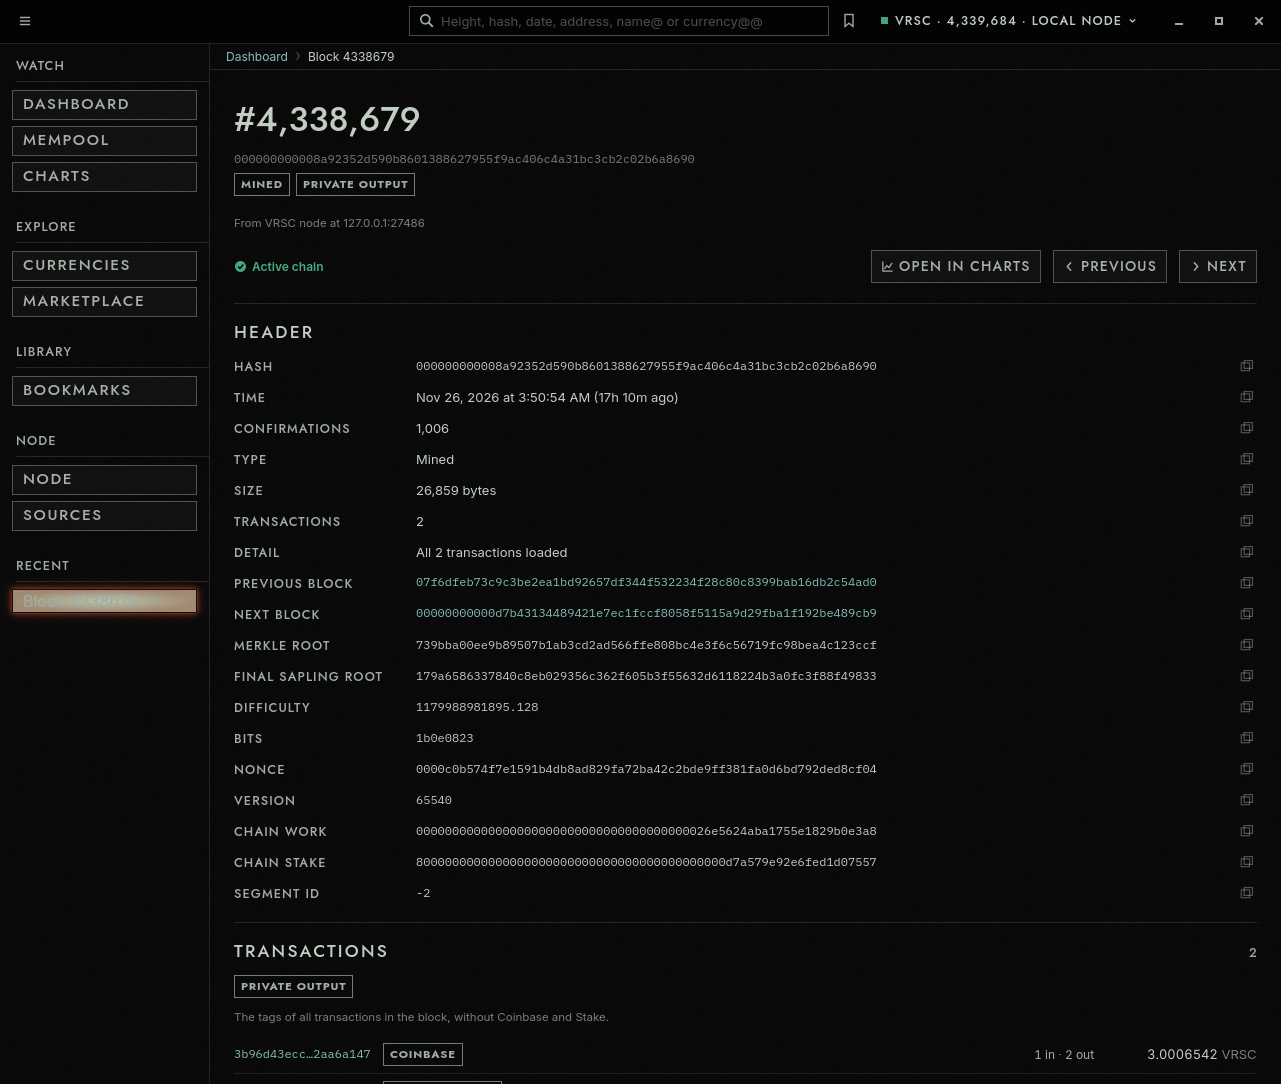 Height, hash, date, address, name@ or currency@@
VRSC · 4,339,684 · LOCAL NODE
WATCH
DASHBOARD
MEMPOOL
CHARTS
EXPLORE
CURRENCIES
MARKETPLACE
LIBRARY
BOOKMARKS
NODE
NODE
SOURCES
RECENT
Dashboard > Block 4338679
#4,338,679
000000000008a92352d590b8601388627955f9ac406c4a31bc3cb2c02b6a8690
MINED PRIVATE OUTPUT
From VRSC node at 127.0.0.1:27486
Active chain
OPEN IN CHARTS PREVIOUS NEXT
HEADER
HASH 000000000008a92352d590b8601388627955f9ac406c4a31bc3cb2c02b6a8690
TIME Nov 26, 2026 at 3:50:54 AM (17h 10m ago)
CONFIRMATIONS 1,006
TYPE Mined
SIZE 26,859 bytes
TRANSACTIONS 2
DETAIL All 2 transactions loaded
PREVIOUS BLOCK 07f6dfeb73c9c3be2ea1bd92657df344f532234f28c80c8399bab16db2c54ad0
NEXT BLOCK 00000000000d7b43134489421e7ec1fccf8058f5115a9d29fba1f192be489cb9
MERKLE ROOT 739bba00ee9b89507b1ab3cd2ad566ffe808bc4e3f6c56719fc98bea4c123ccf
FINAL SAPLING ROOT 179a6586337840c8eb029356c362f605b3f55632d6118224b3a0fc3f88f49833
DIFFICULTY 1179988981895.128
BITS 1b0e0823
NONCE 0000c0b574f7e1591b4db8ad829fa72ba42c2bde9ff381fa0d6bd792ded8cf04
VERSION 65540
CHAIN WORK 000000000000000000000000000000000000000026e5624aba1755e1829b0e3a8
CHAIN STAKE 80000000000000000000000000000000000000000000d7a579e92e6fed1d07557
SEGMENT ID -2
TRANSACTIONS 2
PRIVATE OUTPUT
The tags of all transactions in the block, without Coinbase and Stake.
3b96d43ecc…2aa6a147 COINBASE 1 in · 2 out 3.0006542 VRSC